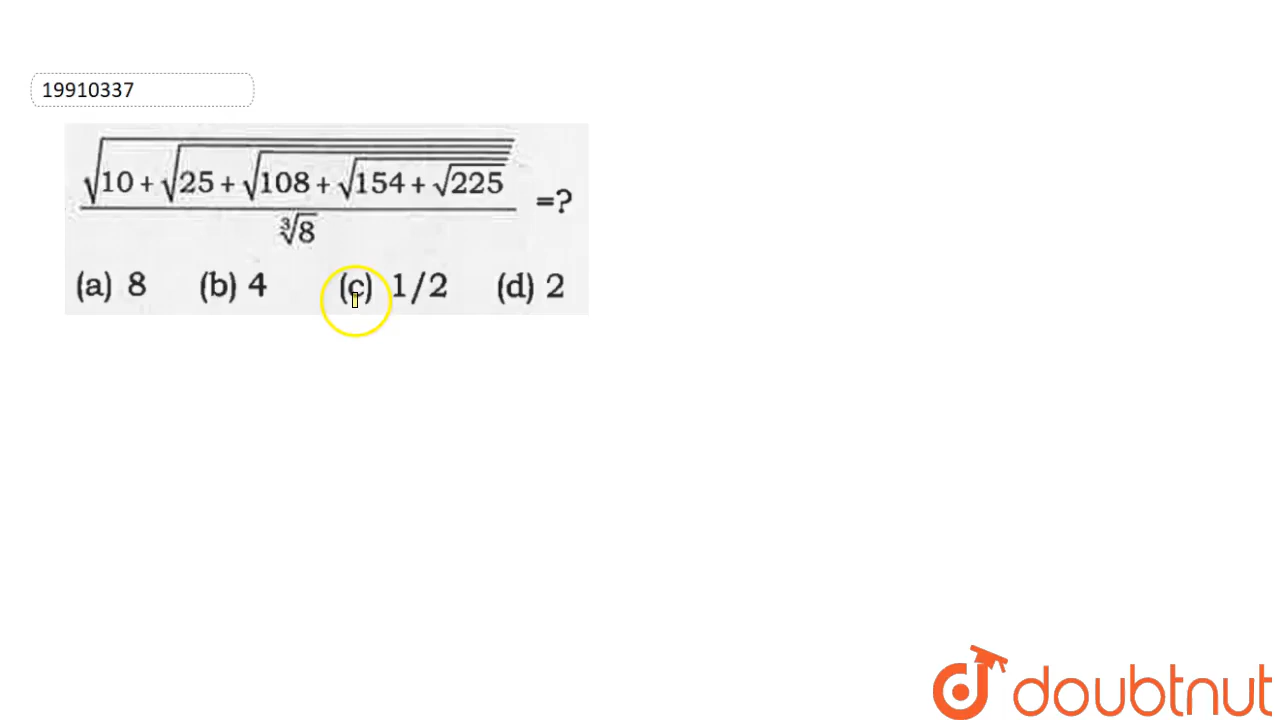 19910337
√10 + √25 + √108 + √154 + √225
=?
∛8
(a) 8 (b) 4 (c) 1/2 (d) 2
doubtnut